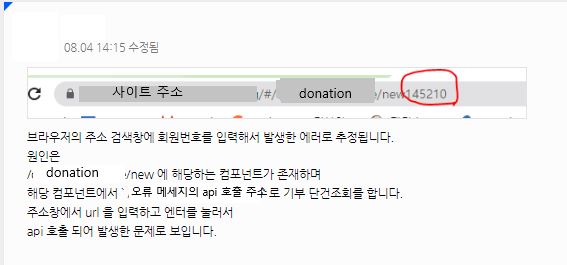 08.04 14:15 수정됨
사이트 주소 g/#/ donation e/new145210
브라우저의 주소 검색창에 회원번호를 입력해서 발생한 에러로 추정됩니다.
원인은
/r donation e/new 에 해당하는 컴포넌트가 존재하며
해당 컴포넌트에서 `, 오류 메세지의 api 호출 주소로 기부 단건조회를 합니다.
주소창에서 url 을 입력하고 엔터를 눌러서
api 호출 되어 발생한 문제로 보입니다.